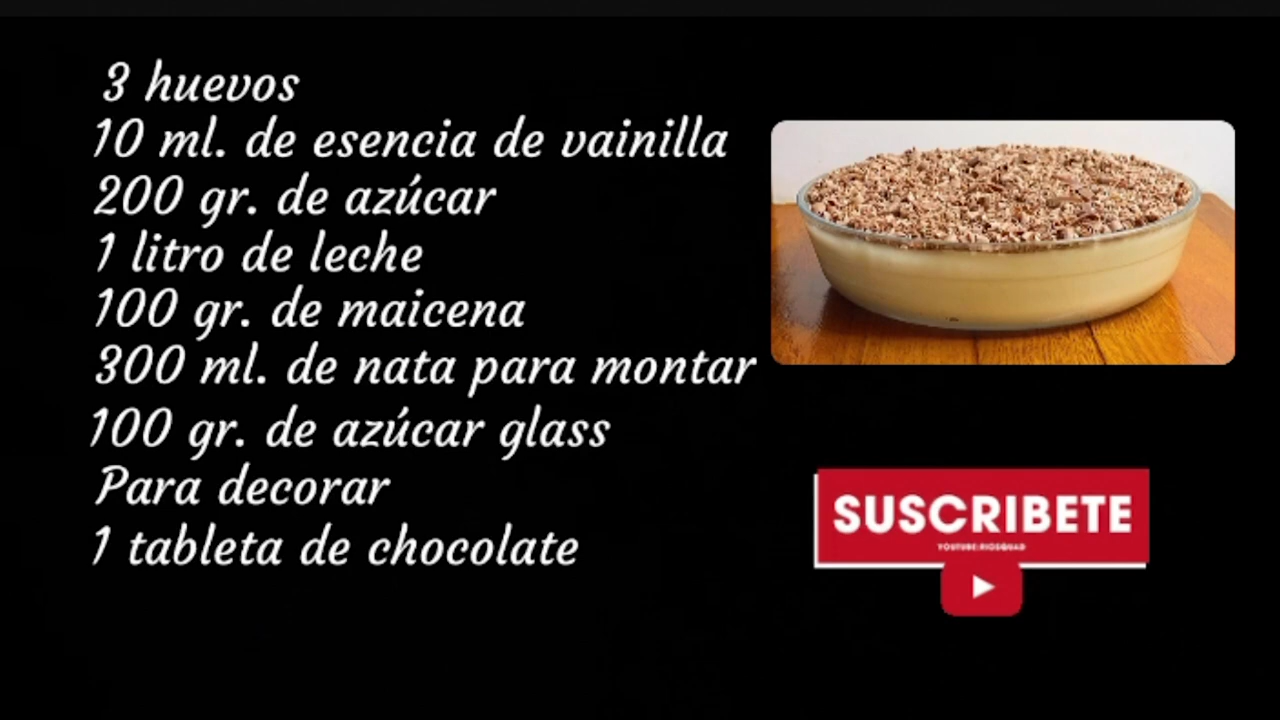 3 huevos
10 ml. de esencia de vainilla
200 gr. de azúcar
1 litro de leche
100 gr. de maicena
300 ml. de nata para montar
100 gr. de azúcar glass
Para decorar
1 tableta de chocolate
SUSCRIBETE